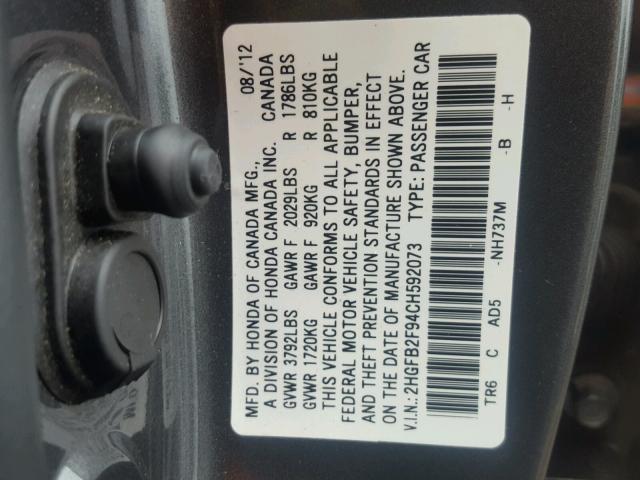 MFD. BY HONDA OF CANADA MFG., 08/'12
A DIVISION OF HONDA CANADA INC. CANADA
GVWR 3792LBS GAWR F 2029LBS R 1786LBS
GVWR 1720KG GAWR F 920KG R 810KG
THIS VEHICLE CONFORMS TO ALL APPLICABLE
FEDERAL MOTOR VEHICLE SAFETY, BUMPER,
AND THEFT PREVENTION STANDARDS IN EFFECT
ON THE DATE OF MANUFACTURE SHOWN ABOVE.
V.I.N.: 2HGFB2F94CH592073 TYPE: PASSENGER CAR
TR6 C AD5 -NH737M -B -H